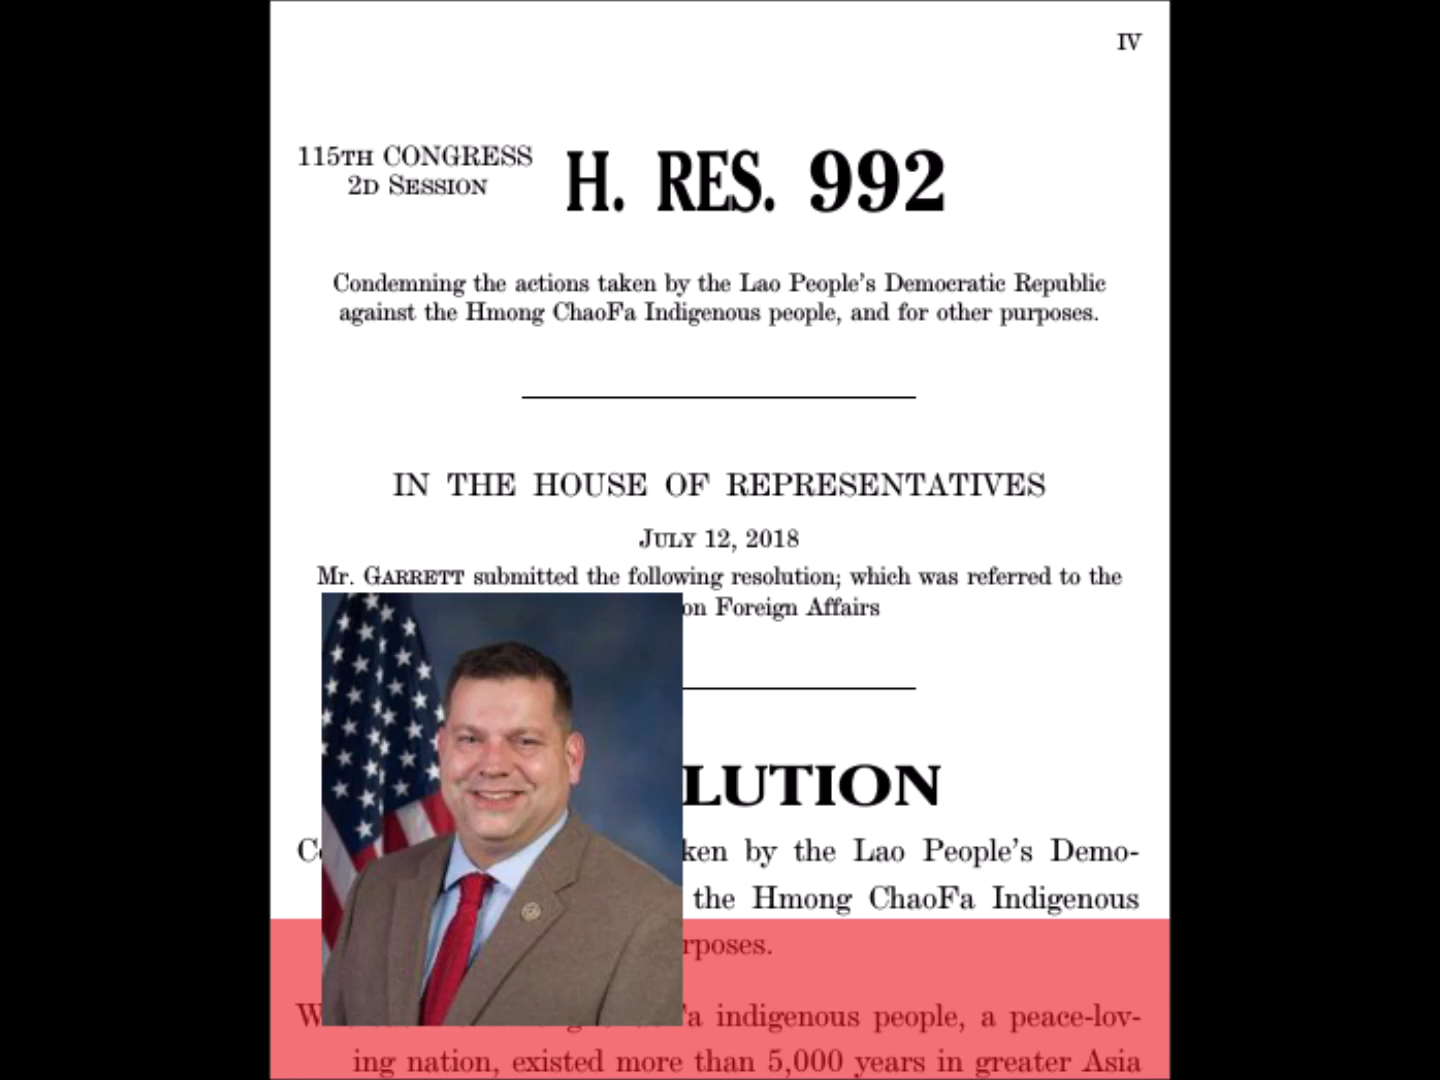 IV
115TH CONGRESS
2D SESSION
H. RES. 992
Condemning the actions taken by the Lao People's Democratic Republic
against the Hmong ChaoFa Indigenous people, and for other purposes.
IN THE HOUSE OF REPRESENTATIVES
JULY 12, 2018
Mr. GARRETT submitted the following resolution; which was referred to the
on Foreign Affairs
LUTION
ken by the Lao People's Demo-
the Hmong ChaoFa Indigenous
rposes.
indigenous people, a peace-lov-
ing nation, existed more than 5,000 years in greater Asia